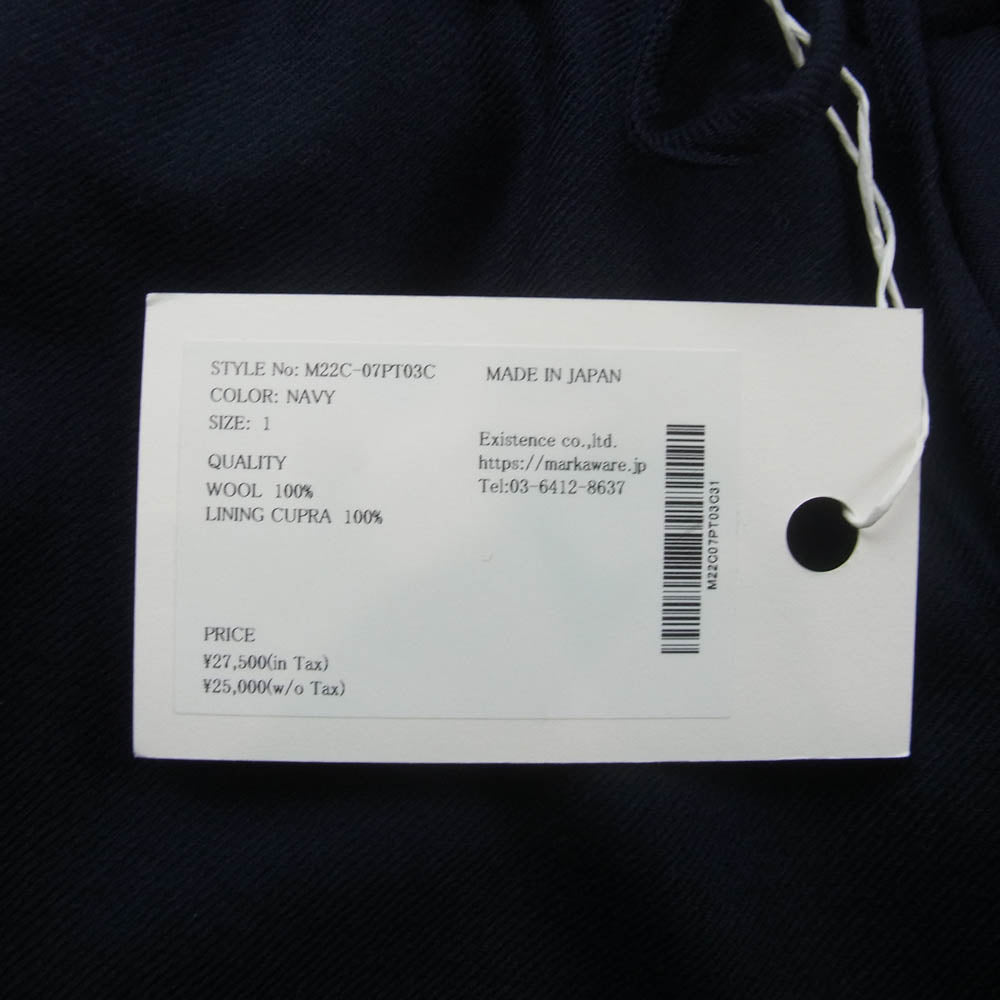 STYLE No: M22C-07PT03C
COLOR: NAVY
SIZE: 1
QUALITY
WOOL 100%
LINING CUPRA 100%
PRICE
¥27,500(in Tax)
¥25,000(w/o Tax)
MADE IN JAPAN
Existence co.,ltd.
https://markaware.jp
Tel:03-6412-8637
M22C07PT03C31